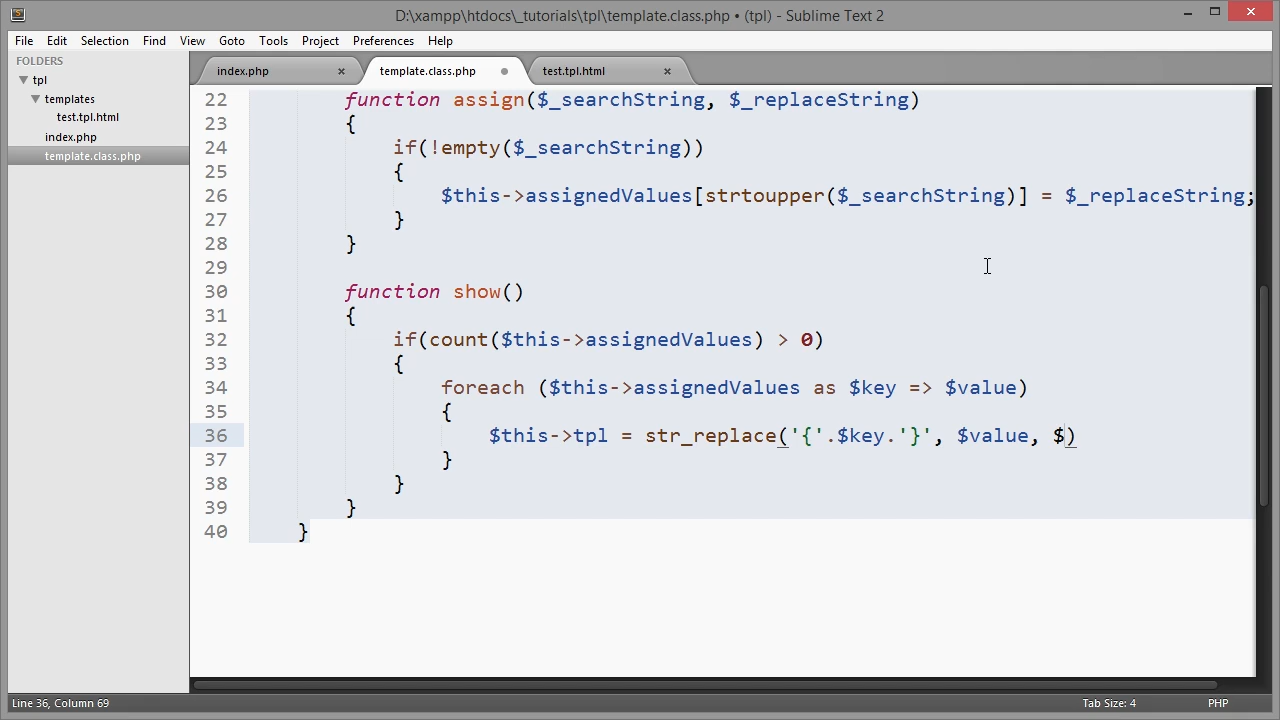 D:\xampp\htdocs\_tutorials\tpl\template.class.php • (tpl) - Sublime Text 2
File Edit Selection Find View Goto Tools Project Preferences Help
FOLDERS
tpl
templates
test.tpl.html
index.php
template.class.php
index.php × template.class.php test.tpl.html ×
22 function assign($_searchString, $_replaceString)
23 {
24 if(!empty($_searchString))
25 {
26 $this->assignedValues[strtoupper($_searchString)] = $_replaceString;
27 }
28 }
29
30 function show()
31 {
32 if(count($this->assignedValues) > 0)
33 {
34 foreach ($this->assignedValues as $key => $value)
35 {
36 $this->tpl = str_replace('{'.$key.'}', $value, $)
37 }
38 }
39 }
40 }
Line 36, Column 69 Tab Size: 4 PHP